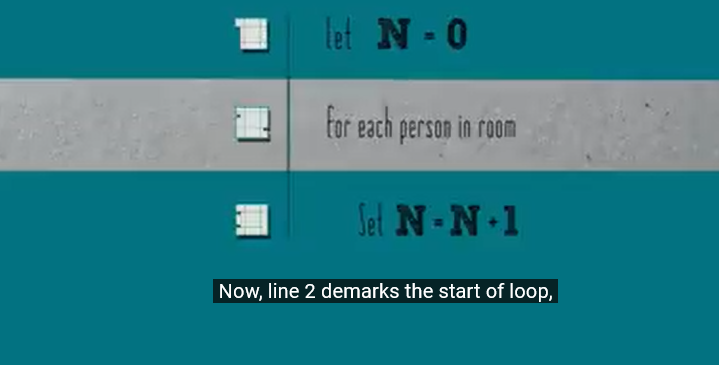 let N = 0
for each person in room
Set N = N + 1
Now, line 2 demarks the start of loop,